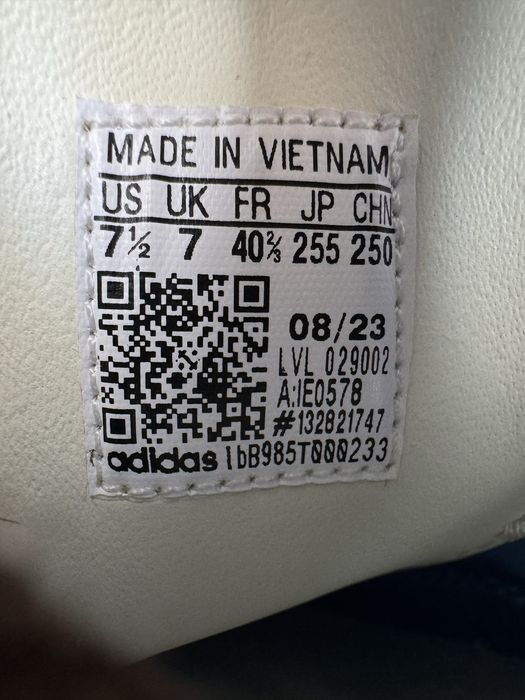 MADE IN VIETNAM
US UK FR JP CHN
7½ 7 40⅔ 255 250
08/23
LVL 029002
A:IE0578
#132821747
adidas 1bB985T000233